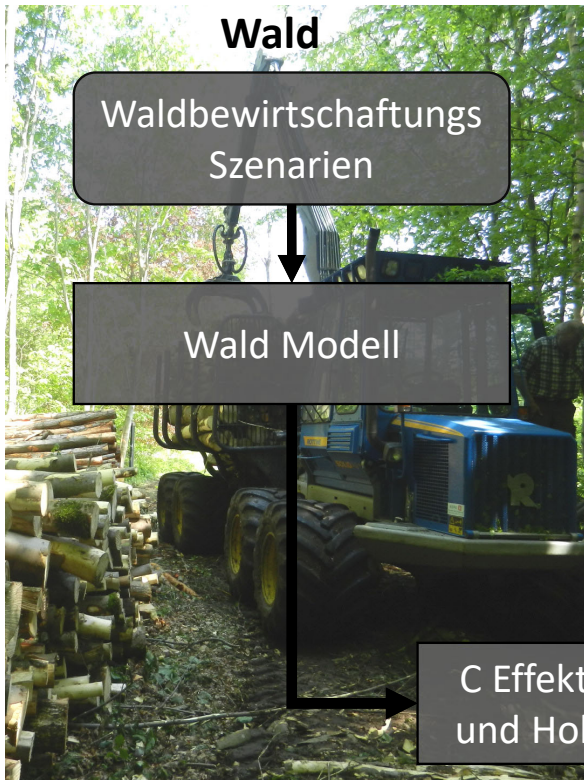 Wald
Waldbewirtschaftungs
Szenarien
Wald Modell
C Effekt
und Hol